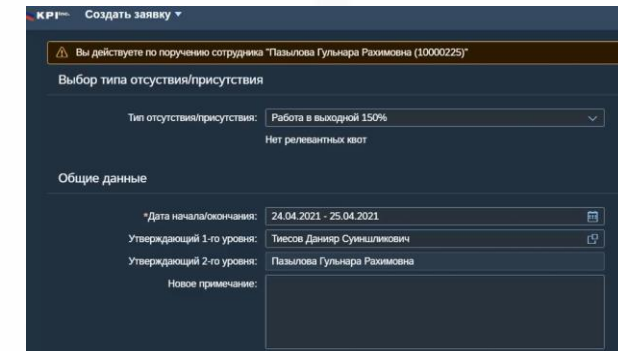 KPI
Создать заявку
Вы действуете по поручению сотрудника "Пазылова Гульнара Рахимовна (10000225)"
Выбор типа отсуствия/присутствия
Тип отсутствия/присутствия: Работа в выходной 150%
Нет релевантных квот
Общие данные
*Дата начала/окончания: 24.04.2021 - 25.04.2021
Утверждающий 1-го уровня: Тиесов Данияр Суиншликович
Утверждающий 2-го уровня: Пазылова Гульнара Рахимовна
Новое примечание: